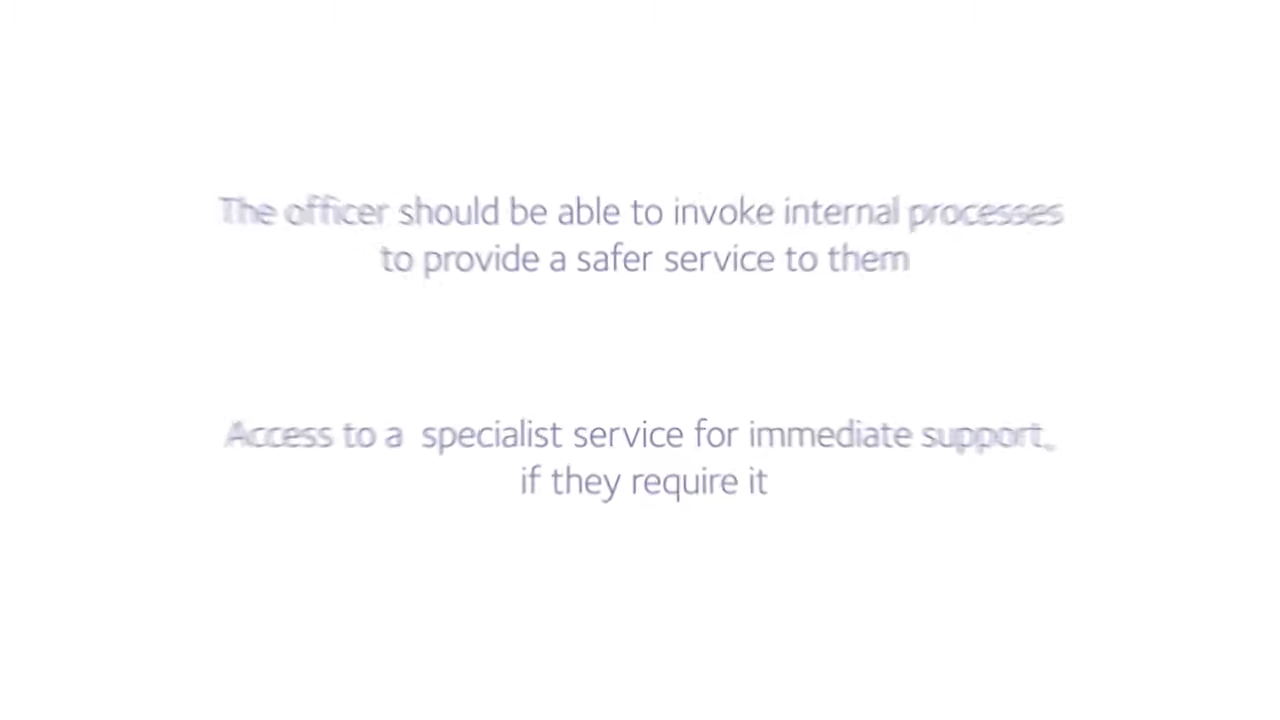 The officer should be able to invoke internal processes
to provide a safer service to them
Access to a specialist service for immediate support,
if they require it